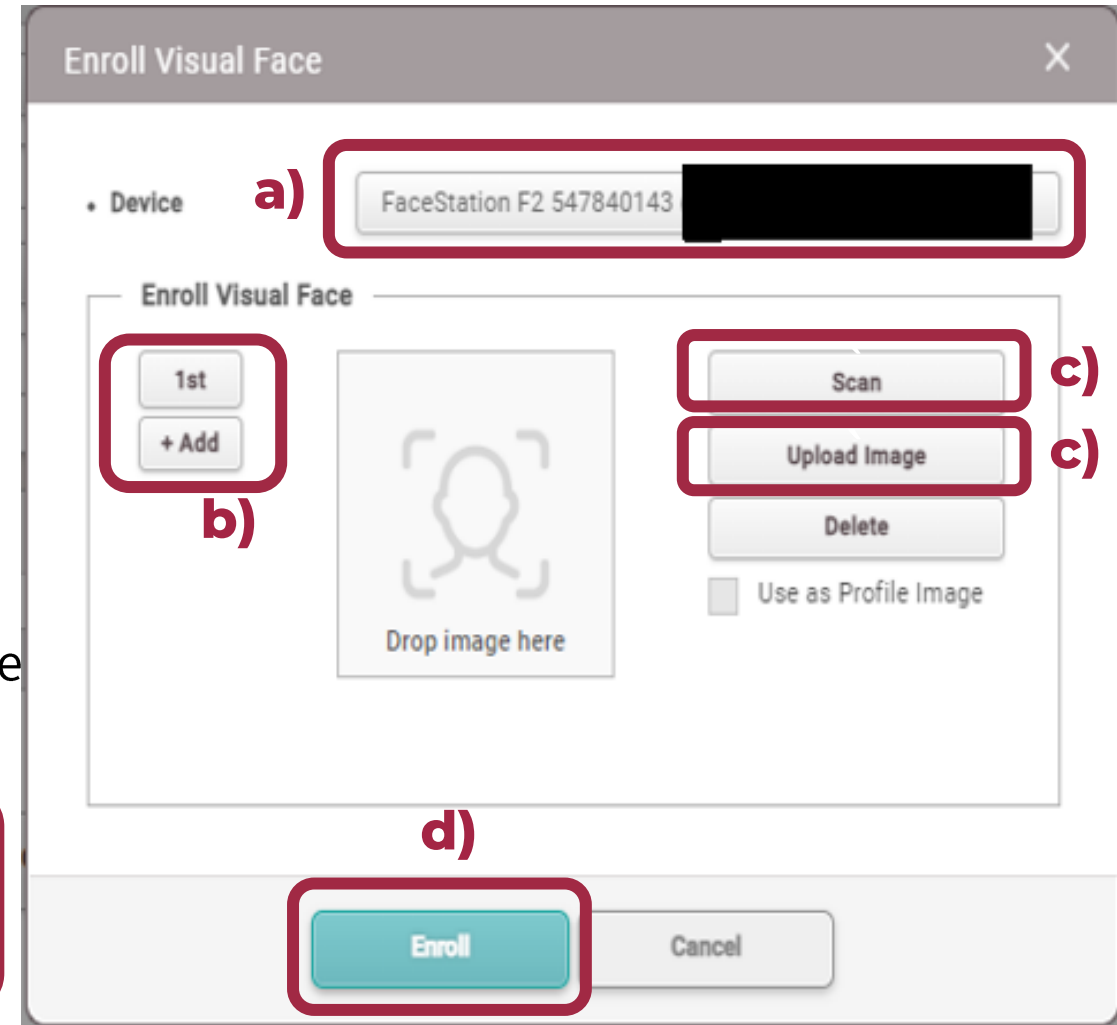 Enroll Visual Face
• Device a) FaceStation F2 547840143
Enroll Visual Face
1st
+ Add
b)
Drop image here
Scan c)
Upload Image c)
Delete
Use as Profile Image
e
d)
Enroll Cancel